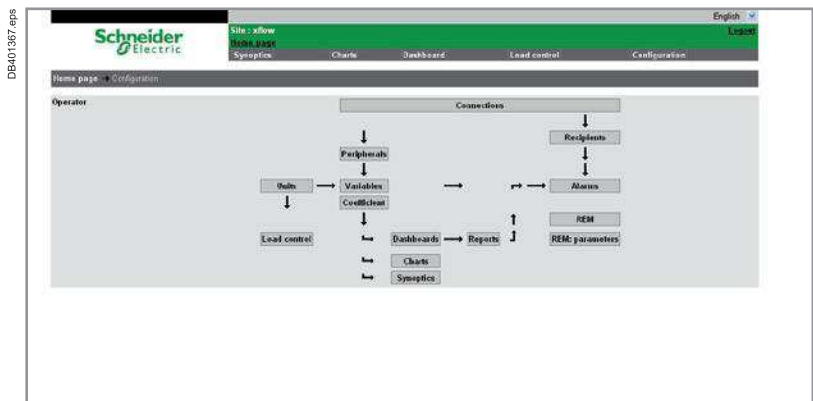 DB401367.eps
English
Schneider
Electric
Site : xflow
Home page
Logout
Synoptics Charts Dashboard Load control Configuration
Home page Configuration
Operator
Connections
Recipients
Peripherals
Units Variables Alarms
Coefficient
REM
Load control Dashboards Reports REM: parameters
Charts
Synoptics